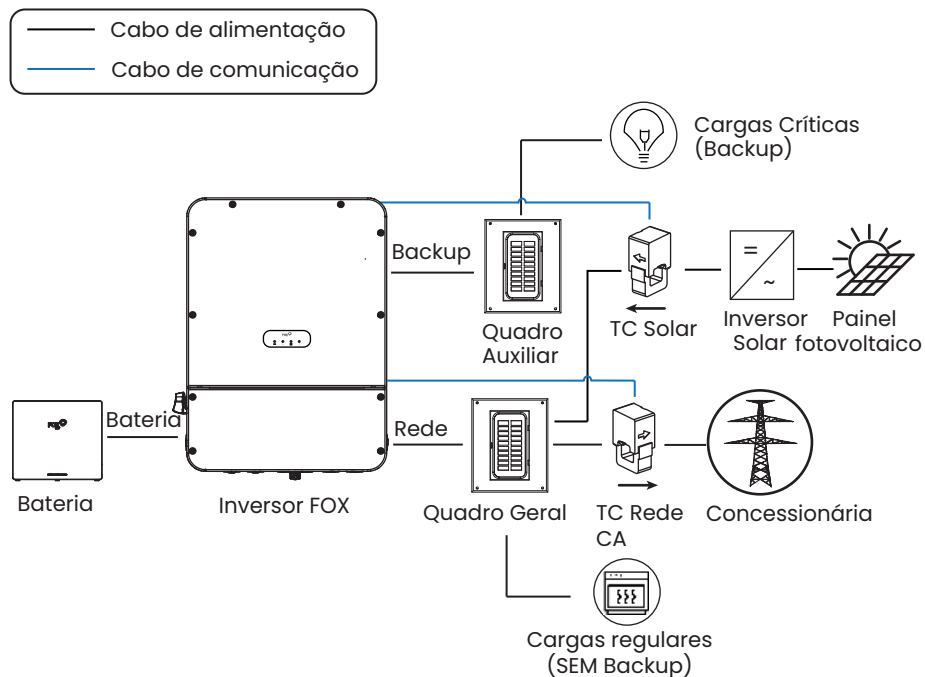 Cabo de alimentação
Cabo de comunicação
Cargas Críticas
(Backup)
Backup
Quadro
Auxiliar
TC Solar
Inversor
Solar
Painel
fotovoltaico
Bateria
Rede
Bateria
Inversor FOX
Quadro Geral
TC Rede
CA
Concessionária
Cargas regulares
(SEM Backup)